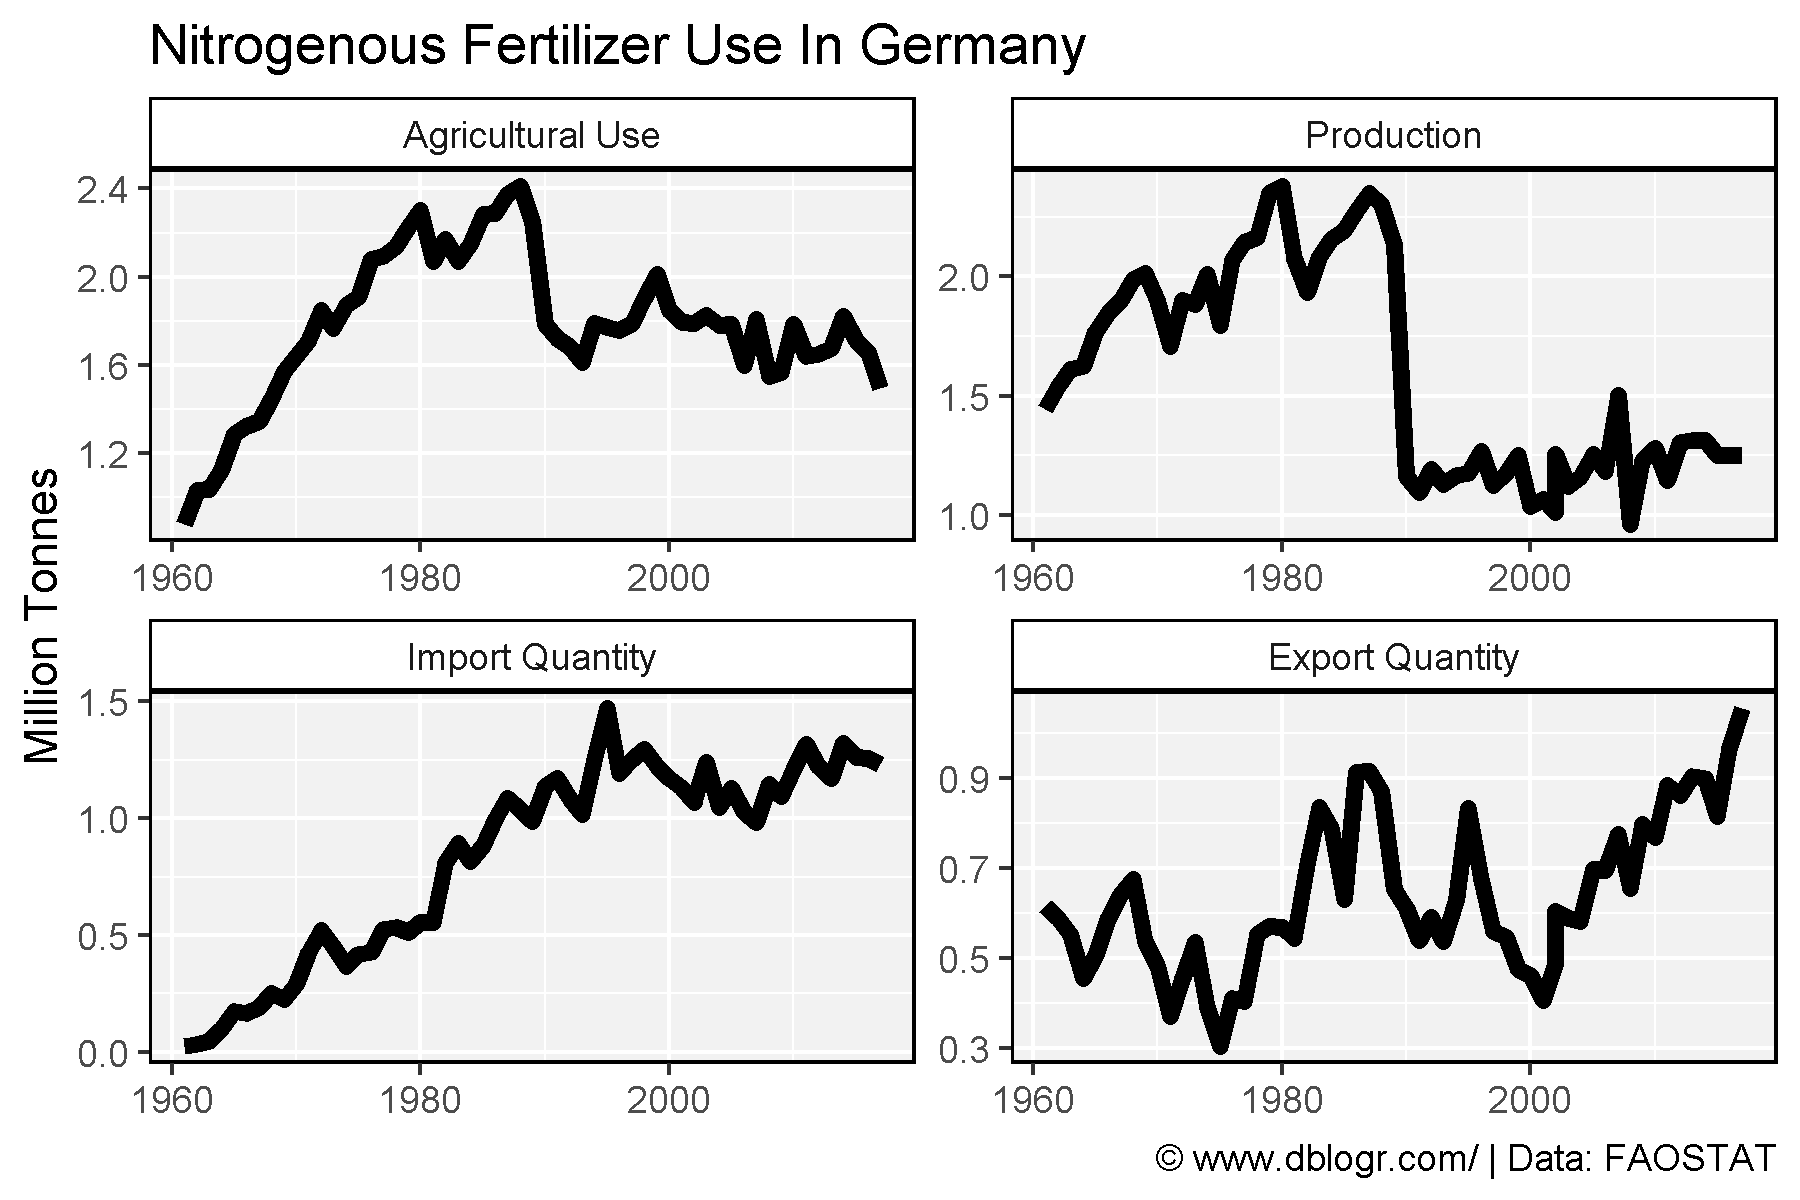 Nitrogenous Fertilizer Use In Germany
Agricultural Use
2.4
2.0
1.6
1.2
1960 1980 2000
Production
2.0
1.5
1.0
1960 1980 2000
Million Tonnes
Import Quantity
1.5
1.0
0.5
0.0
1960 1980 2000
Export Quantity
0.9
0.7
0.5
0.3
1960 1980 2000
© www.dblogr.com/ | Data: FAOSTAT